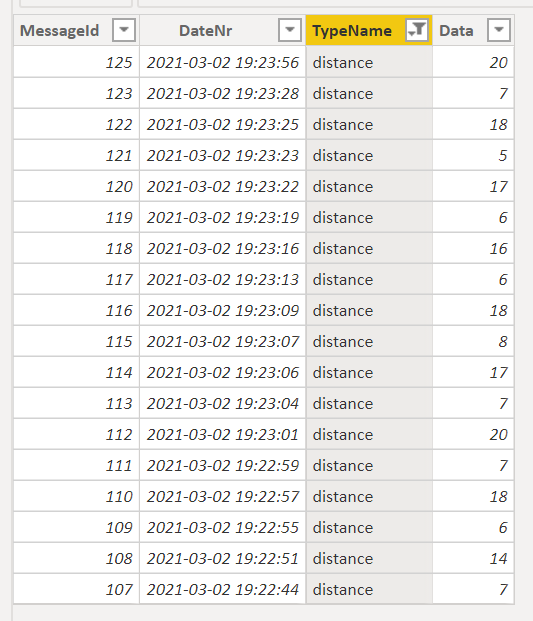 MessageId DateNr TypeName Data
125 2021-03-02 19:23:56 distance 20
123 2021-03-02 19:23:28 distance 7
122 2021-03-02 19:23:25 distance 18
121 2021-03-02 19:23:23 distance 5
120 2021-03-02 19:23:22 distance 17
119 2021-03-02 19:23:19 distance 6
118 2021-03-02 19:23:16 distance 16
117 2021-03-02 19:23:13 distance 6
116 2021-03-02 19:23:09 distance 18
115 2021-03-02 19:23:07 distance 8
114 2021-03-02 19:23:06 distance 17
113 2021-03-02 19:23:04 distance 7
112 2021-03-02 19:23:01 distance 20
111 2021-03-02 19:22:59 distance 7
110 2021-03-02 19:22:57 distance 18
109 2021-03-02 19:22:55 distance 6
108 2021-03-02 19:22:51 distance 14
107 2021-03-02 19:22:44 distance 7